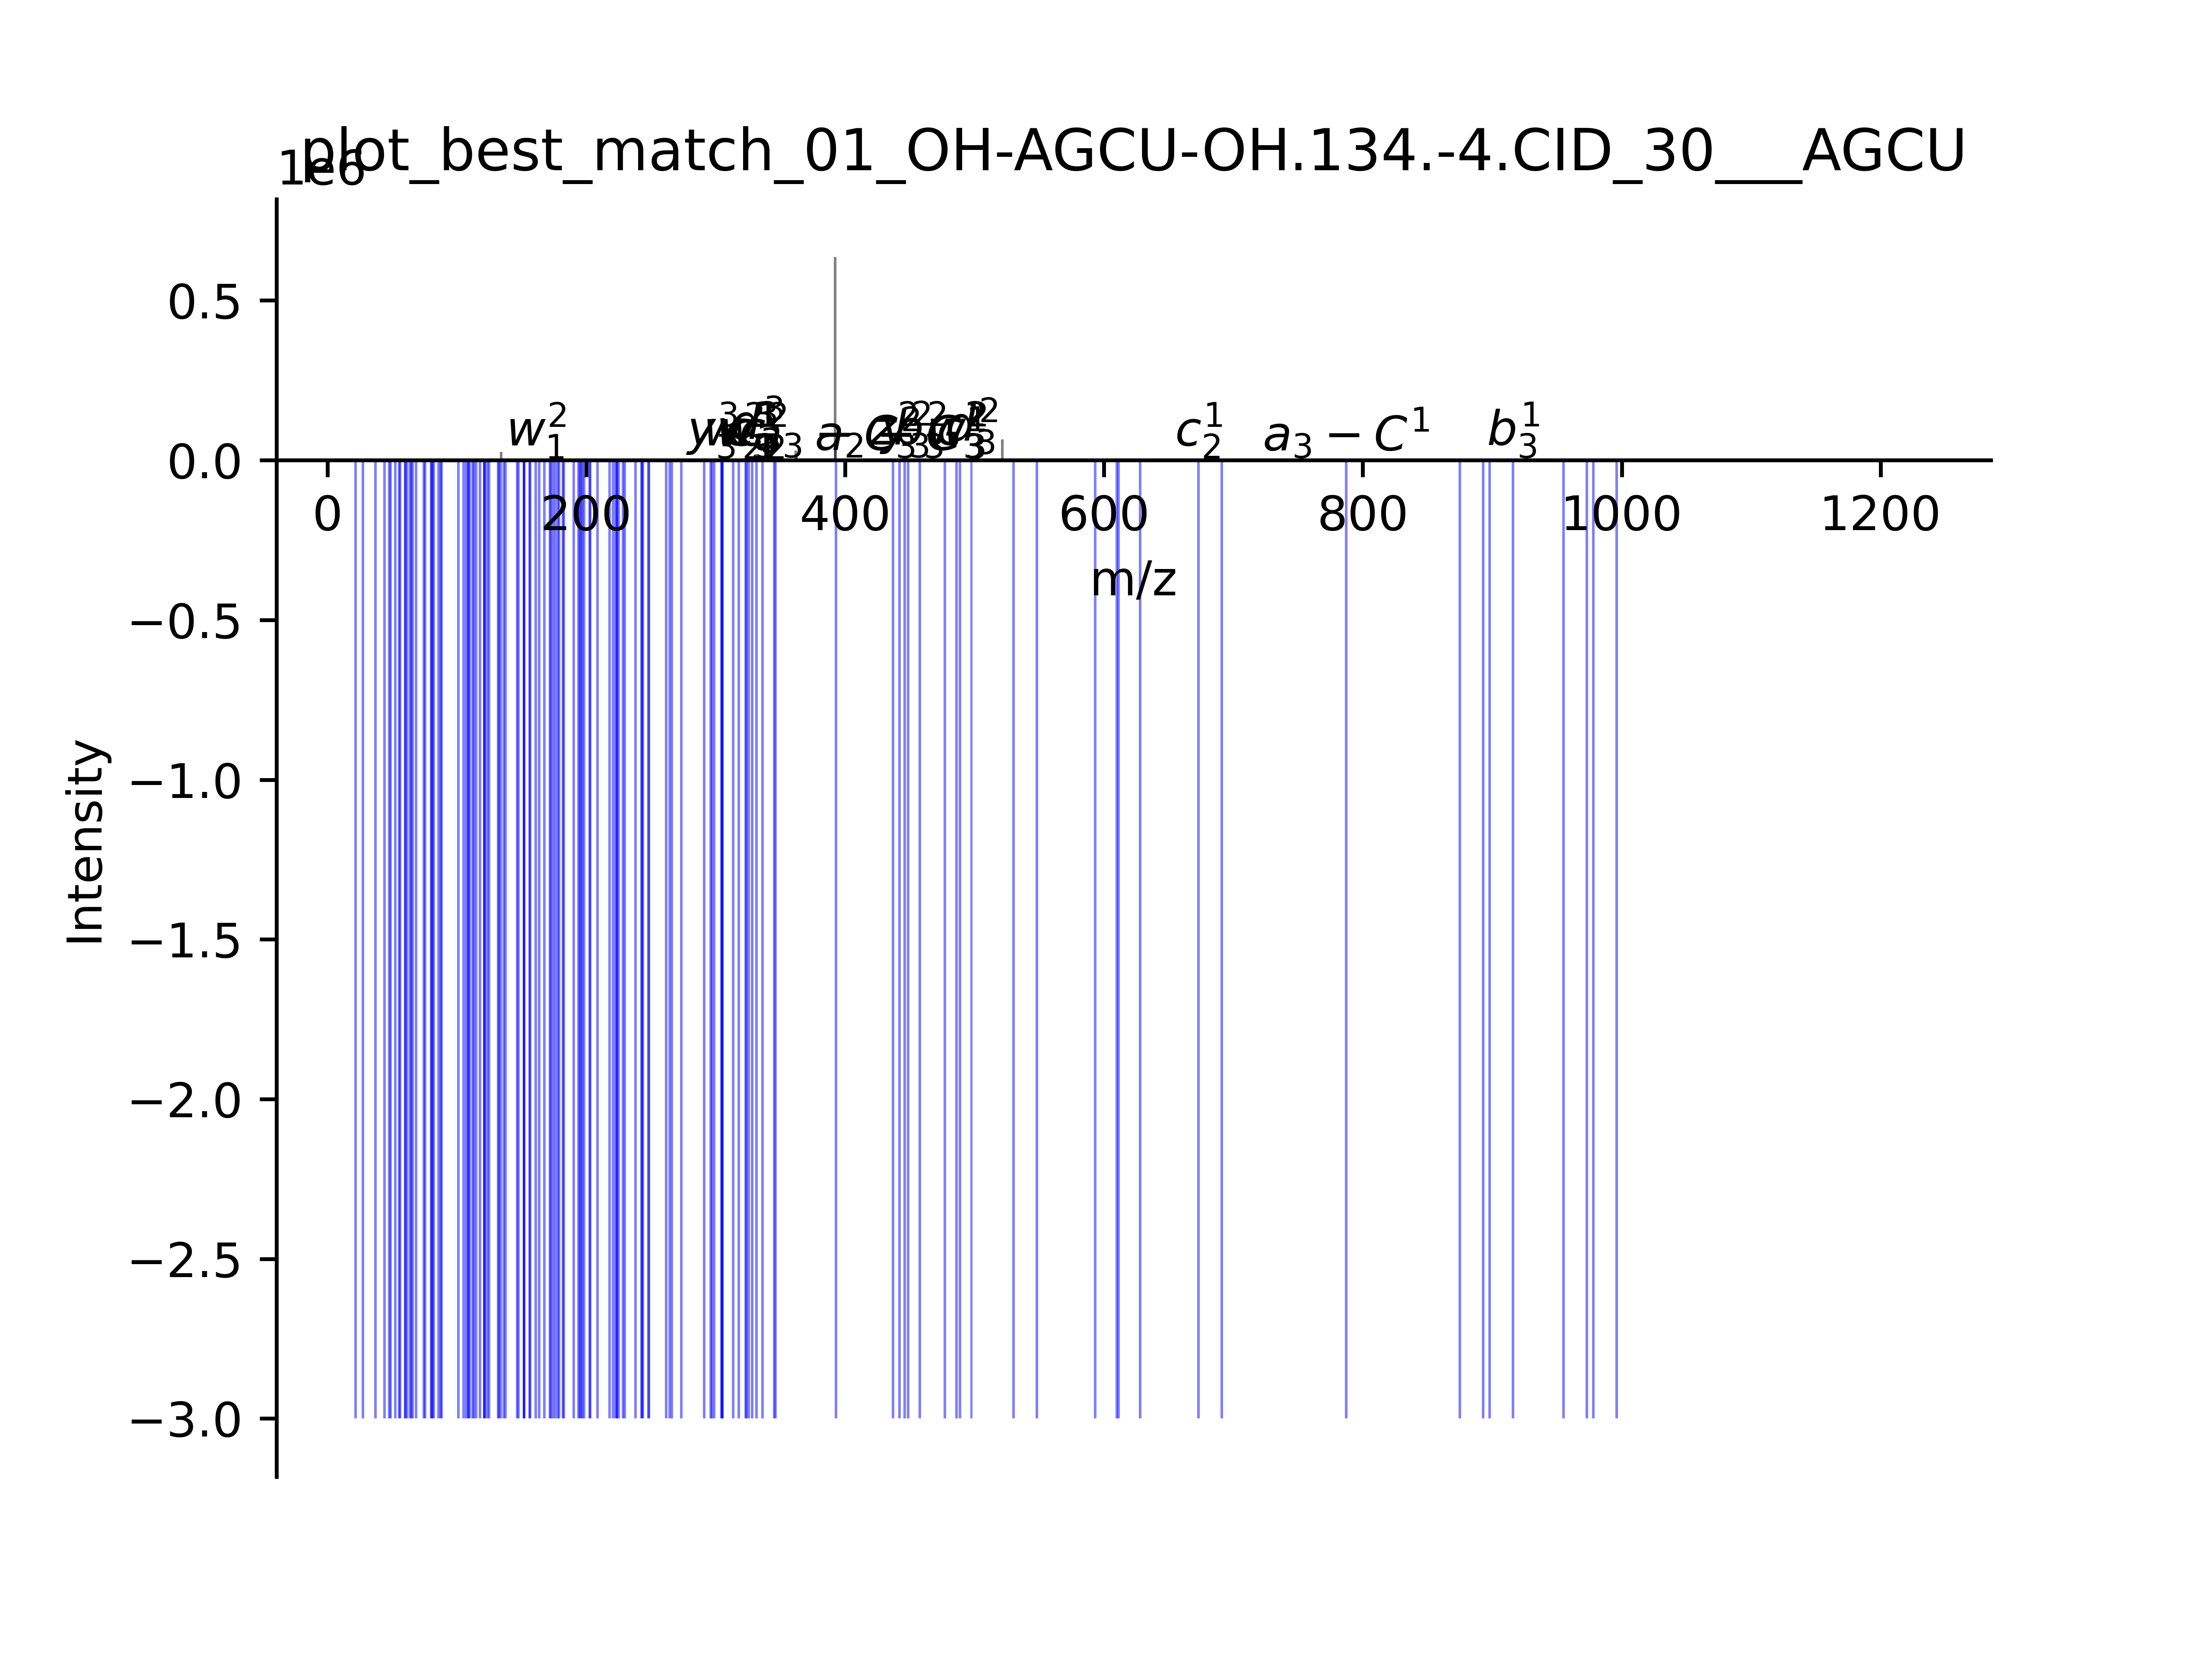 plot_best_match_01_OH-AGCU-OH.134.-4.CID_30___AGCU
1e6
0.5
0.0
−0.5
−1.0
−1.5
−2.0
−2.5
−3.0
Intensity
w₁²
c₂¹
a₃ − C¹
b₃¹
0 200 400 600 800 1000 1200
m/z